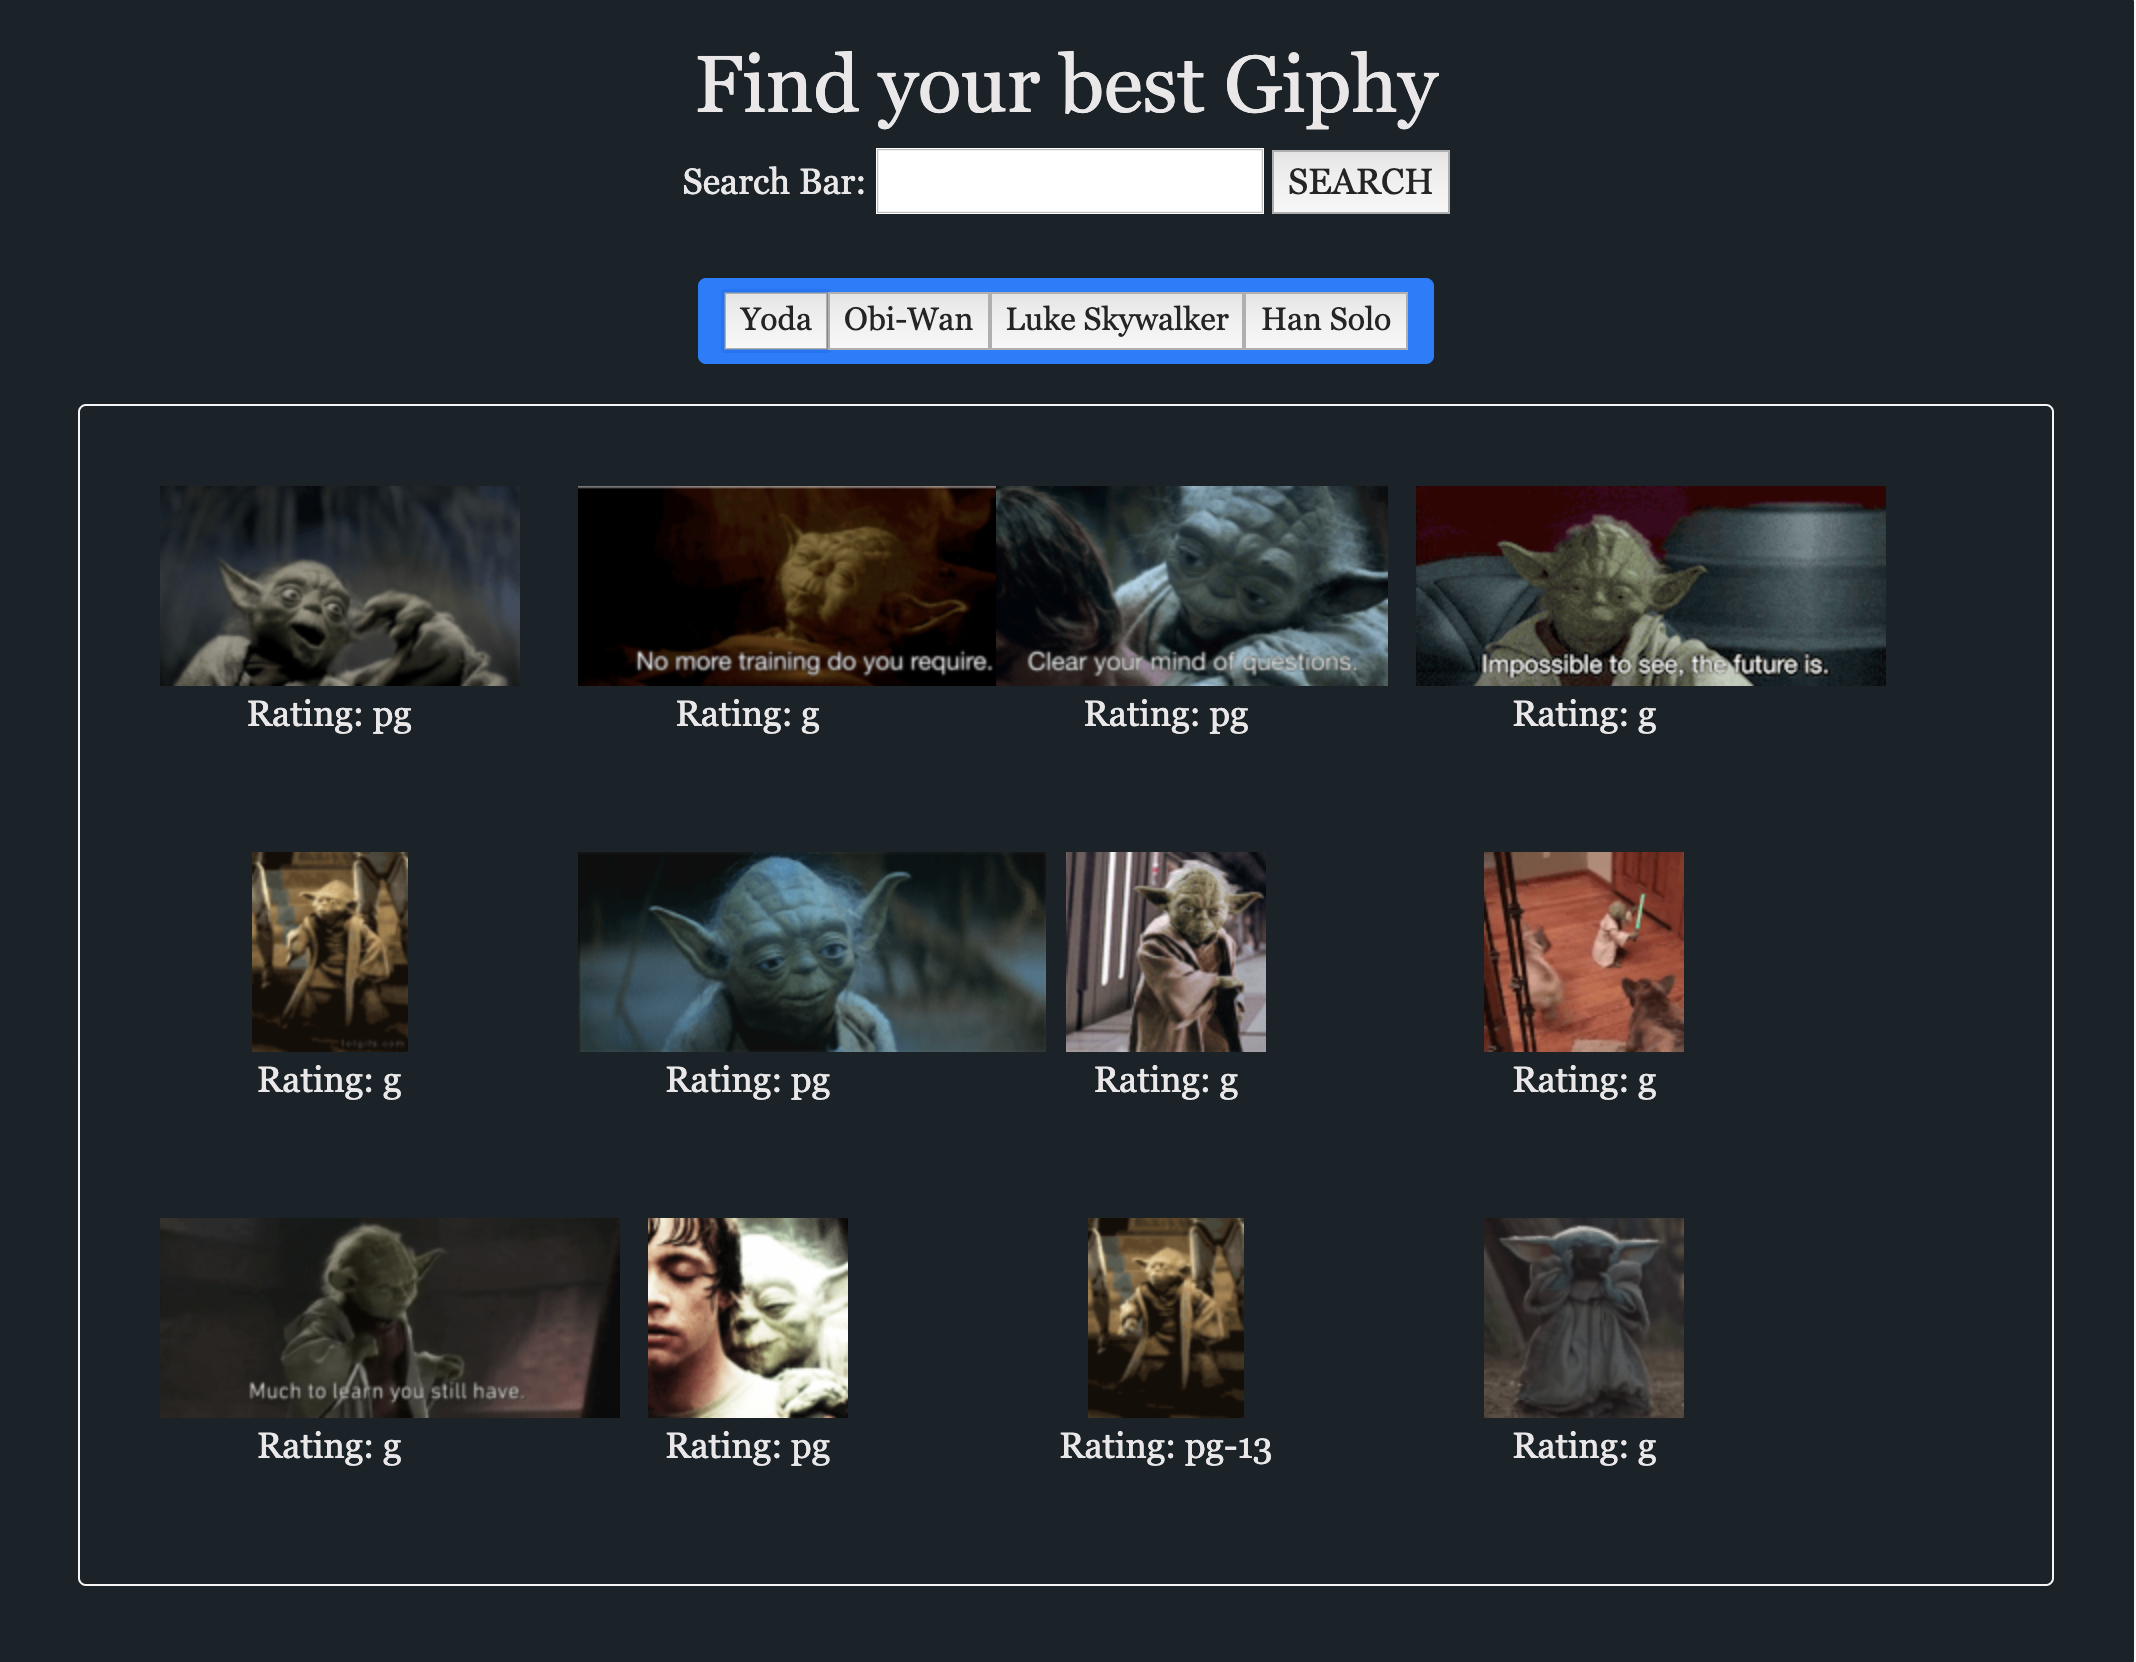 Find your best Giphy
Search Bar: SEARCH
Yoda Obi-Wan Luke Skywalker Han Solo
No more training do you require.
Clear your mind of questions.
Impossible to see, the future is.
Rating: pg
Rating: g
Rating: pg
Rating: g
Rating: g
Rating: pg
Rating: g
Rating: g
Much to learn you still have.
Rating: g
Rating: pg
Rating: pg-13
Rating: g